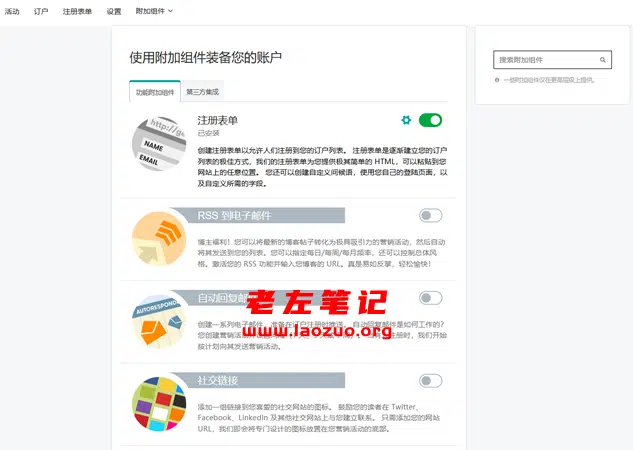 活动 订户 注册表单 设置 附加组件
使用附加组件装备您的账户
搜索附加组件
一些附加组件仅在更高层级上提供。
功能附加组件 第三方集成
http://g
NAME
EMAIL
注册表单
已安装
创建注册表单以允许人们注册到您的订户列表。 注册表单是逐渐建立您的订户
列表的极佳方式，我们的注册表单为您提供极其简单的 HTML，可以粘贴到您
网站上的任意位置。 您还可以创建自定义问候语，使用您自己的登陆页面，以
及自定义所需的字段。
RSS 到电子邮件
博主福利！您可以将最新的博客帖子转化为极具吸引力的营销活动，然后自动
将其发送到您的列表。您可以指定每日/每周/每月频率，还可以控制总体风
格。激活您的 RSS 功能并输入您博客的 URL。真是易如反掌，轻松愉快！
AUTORESPOND
自动回复邮
老左笔记
创建一系列电子邮件，准备在订户注册时发送。 自动回复邮件是如何工作的？
www.laozuo.org
您创建营销活动
注册时，我们开始
按计划向其发送营销活动。
社交链接
添加一组链接到您喜爱的社交网站的图标。 鼓励您的读者在 Twitter、
Facebook、LinkedIn 及其他社交网站上与您建立联系。 只需添加您的网站
URL，我们即会将专门设计的图标放置在您营销活动的底部。